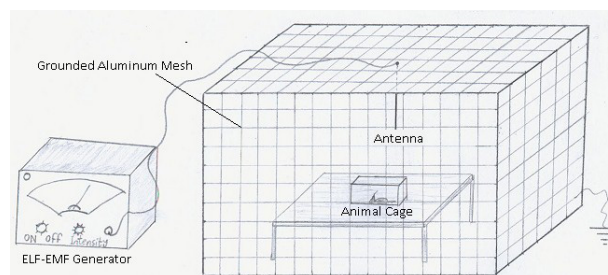 Grounded Aluminum Mesh
Antenna
Animal Cage
ON OFF Intensity
ELF-EMF Generator